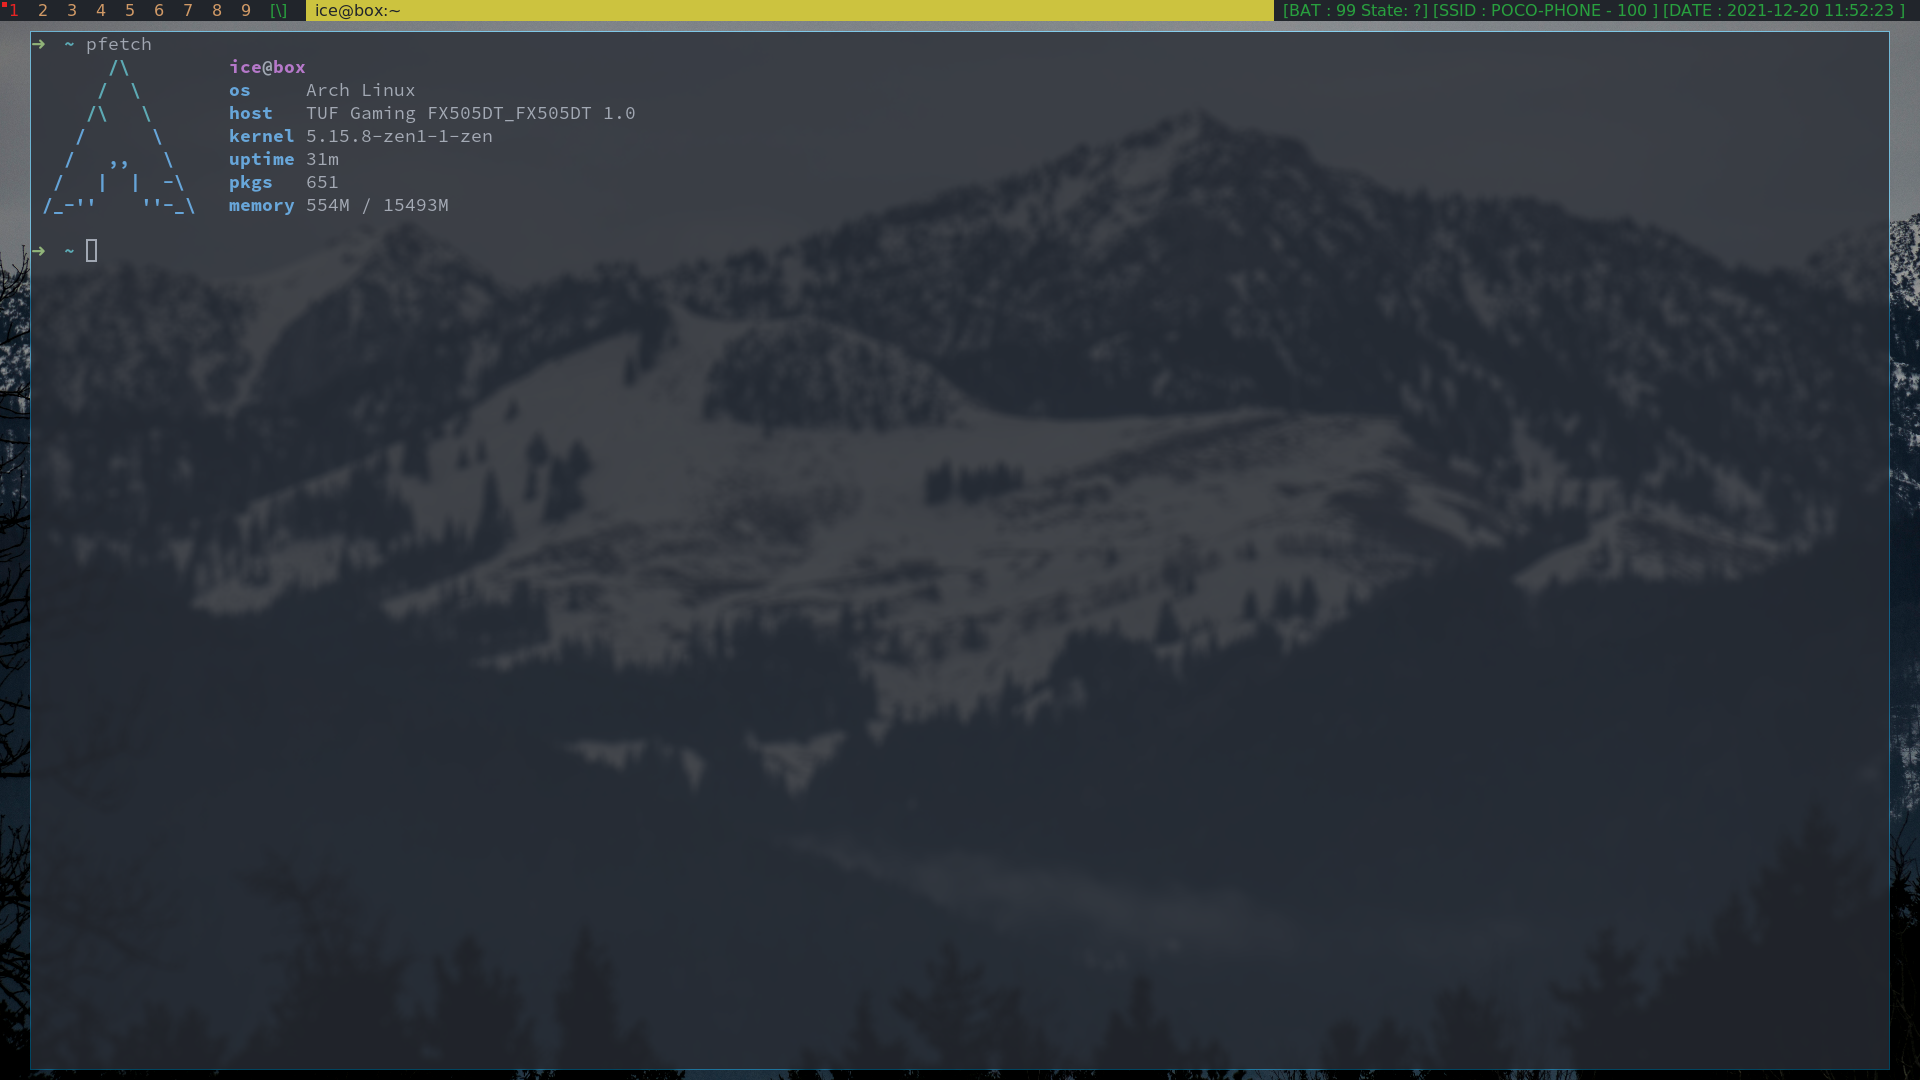 1 2 3 4 5 6 7 8 9 [\] ice@box:~ [BAT : 99 State: ?] [SSID : POCO-PHONE - 100 ] [DATE : 2021-12-20 11:52:23 ]
➜ ~ pfetch
/\ ice@box
/ \ os Arch Linux
/\ \ host TUF Gaming FX505DT_FX505DT 1.0
/ \ kernel 5.15.8-zen1-1-zen
/ ,, \ uptime 31m
/ | | -\ pkgs 651
/_-'' ''-_\ memory 554M / 15493M
➜ ~